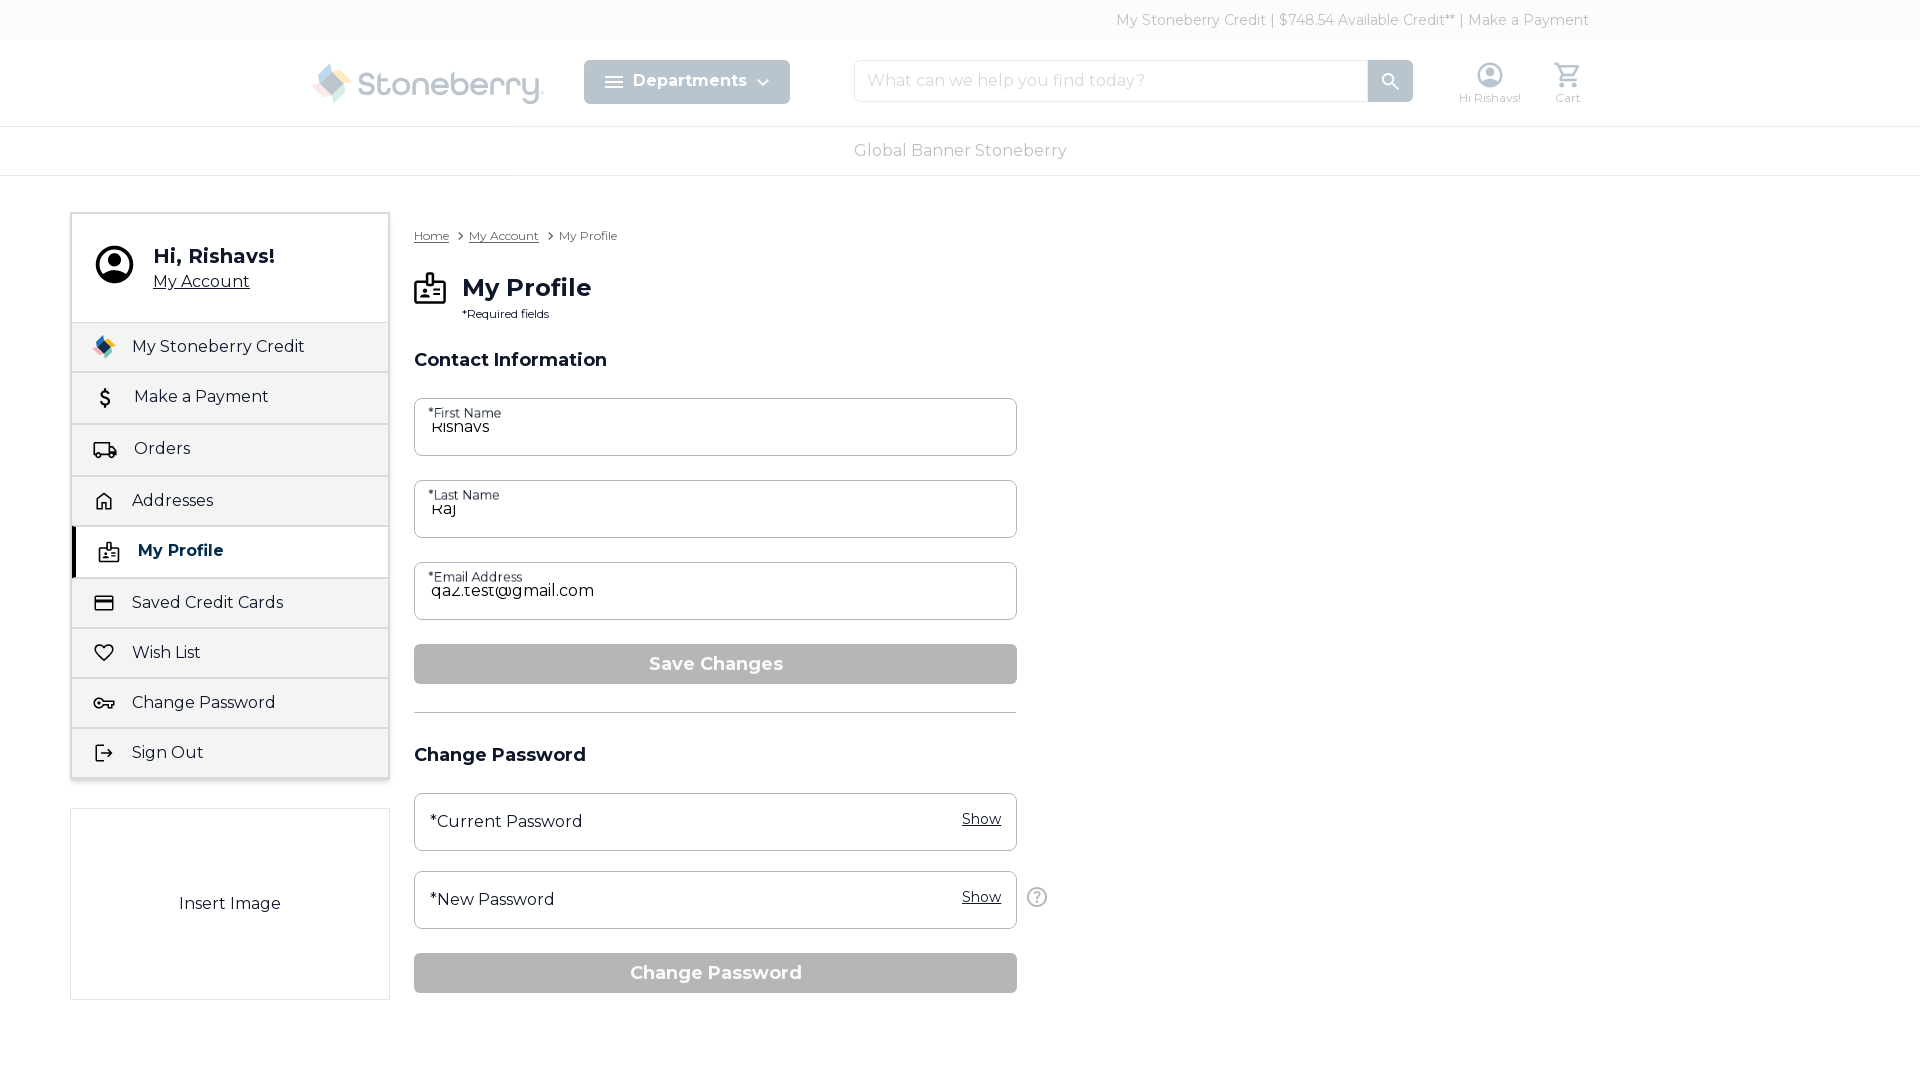 My Stoneberry Credit | $748.54 Available Credit** | Make a Payment
Stoneberry.
Departments
What can we help you find today?
Hi Rishavs!
Cart
Global Banner Stoneberry
Hi, Rishavs!
My Account
My Stoneberry Credit
Make a Payment
Orders
Addresses
My Profile
Saved Credit Cards
Wish List
Change Password
Sign Out
Insert Image
Home > My Account > My Profile
My Profile
*Required fields
Contact Information
*First Name
Rishavs
*Last Name
Raj
*Email Address
qa2.test@gmail.com
Save Changes
Change Password
*Current Password
Show
*New Password
Show
?
Change Password